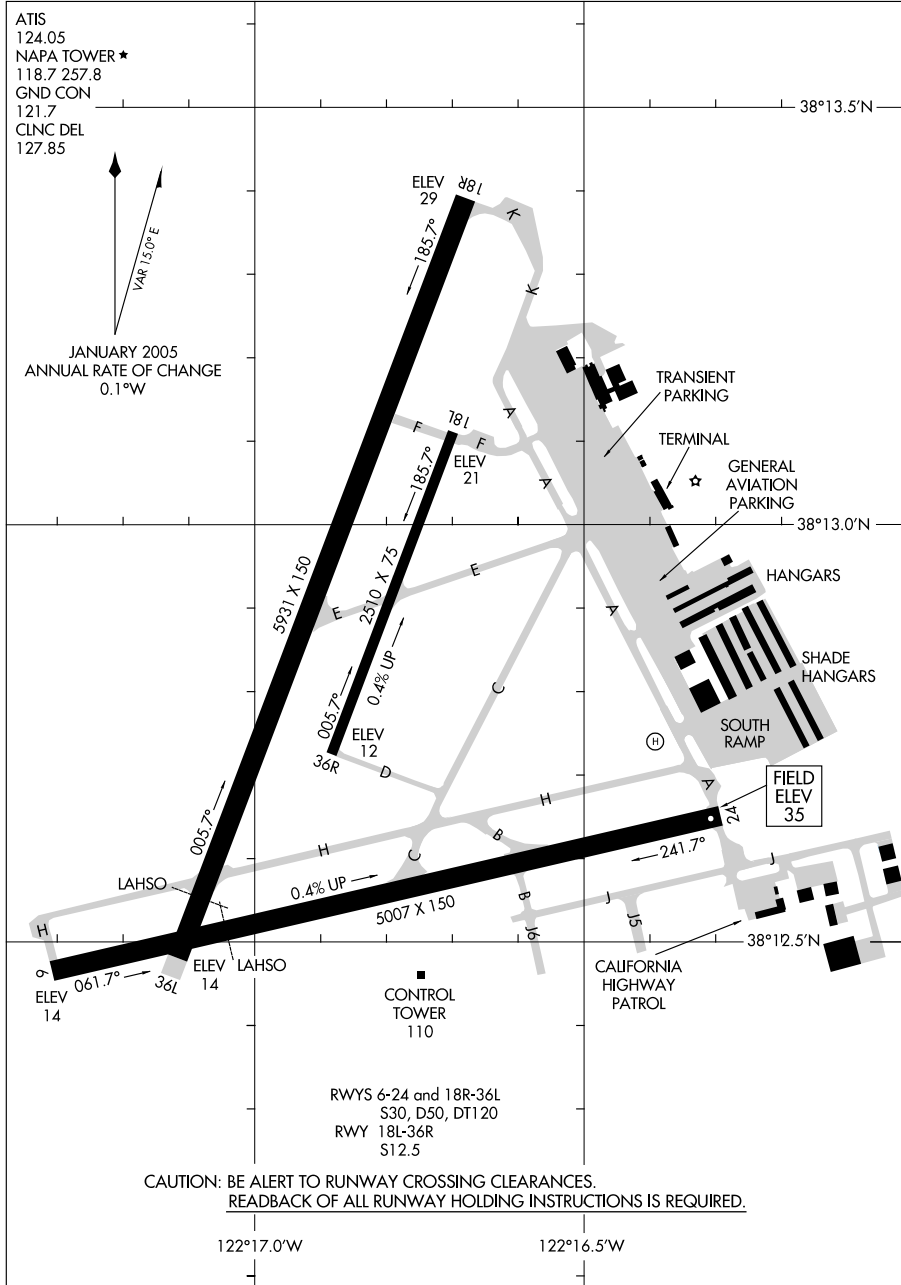 ATIS
124.05
NAPA TOWER ★
118.7 257.8
GND CON
121.7
CLNC DEL
127.85
38°13.5'N
VAR 15.0° E
JANUARY 2005
ANNUAL RATE OF CHANGE
0.1°W
ELEV
29
18R
185.7°
K
K
A
F
F
18L
ELEV
21
185.7°
A
TRANSIENT
PARKING
TERMINAL
GENERAL
AVIATION
PARKING
38°13.0'N
5931 X 150
2510 X 75
E
E
A
HANGARS
SHADE
HANGARS
C
005.7°
0.4% UP
36R
ELEV
12
D
H
SOUTH
RAMP
A
FIELD
ELEV
35
24
241.7°
005.7°
H
H
B
C
LAHSO
0.4% UP
5007 X 150
B
J
J
J5
J6
H
6
061.7°
ELEV
14
36L
ELEV
14
LAHSO
38°12.5'N
CALIFORNIA
HIGHWAY
PATROL
CONTROL
TOWER
110
RWYS 6-24 and 18R-36L
S30, D50, DT120
RWY 18L-36R
S12.5
CAUTION: BE ALERT TO RUNWAY CROSSING CLEARANCES.
READBACK OF ALL RUNWAY HOLDING INSTRUCTIONS IS REQUIRED.
122°17.0'W
122°16.5'W